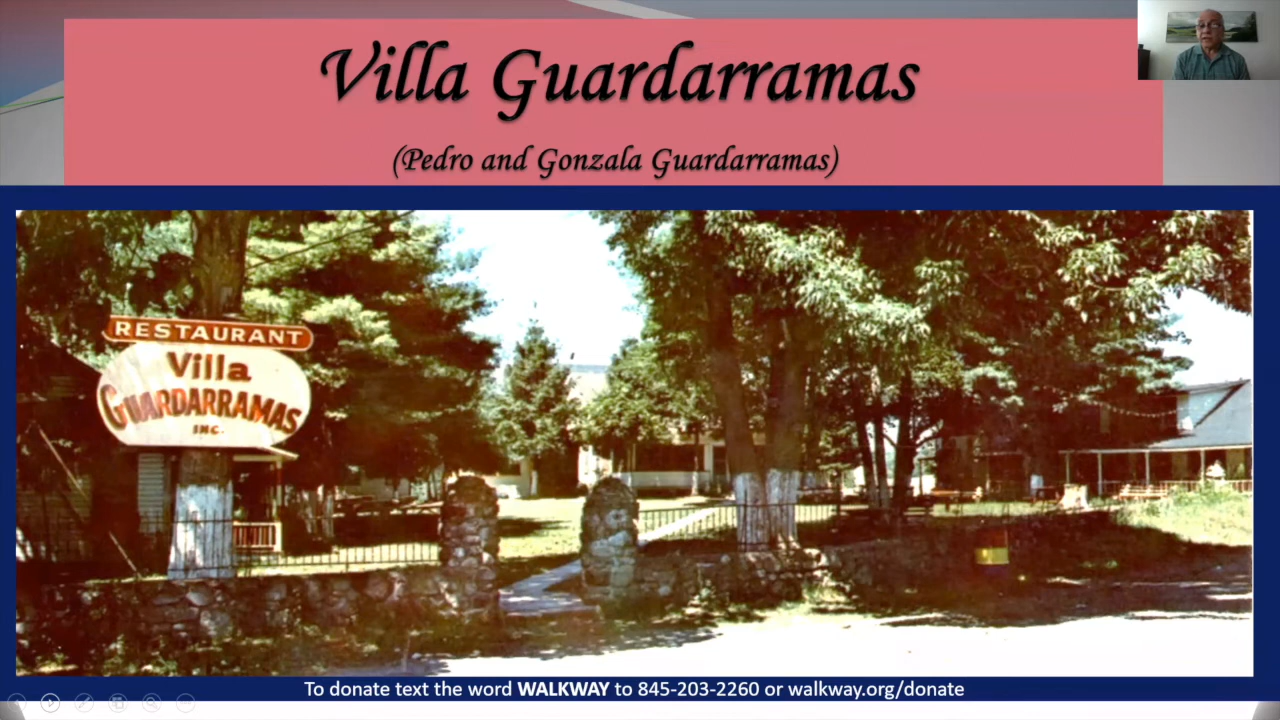 Villa Guardarramas
(Pedro and Gonzala Guardarramas)
RESTAURANT
Villa
GUARDARRAMAS
INC.
To donate text the word WALKWAY to 845-203-2260 or walkway.org/donate